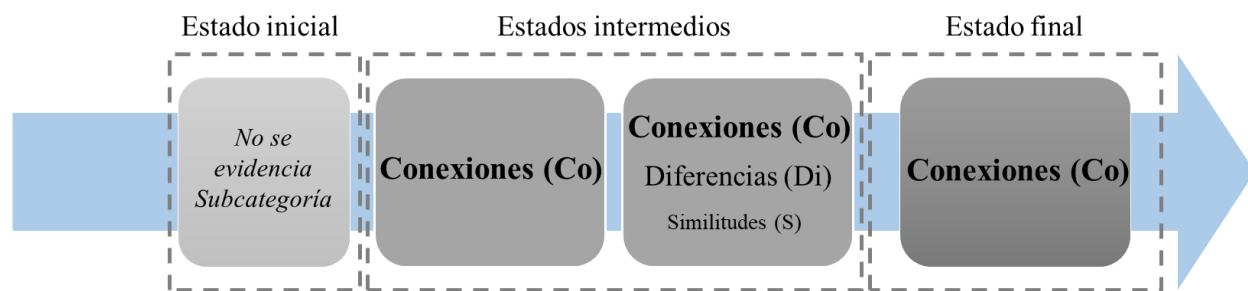 Estado inicial
Estados intermedios
Estado final
No se
evidencia
Subcategoría
Conexiones (Co)
Conexiones (Co)
Diferencias (Di)
Similitudes (S)
Conexiones (Co)